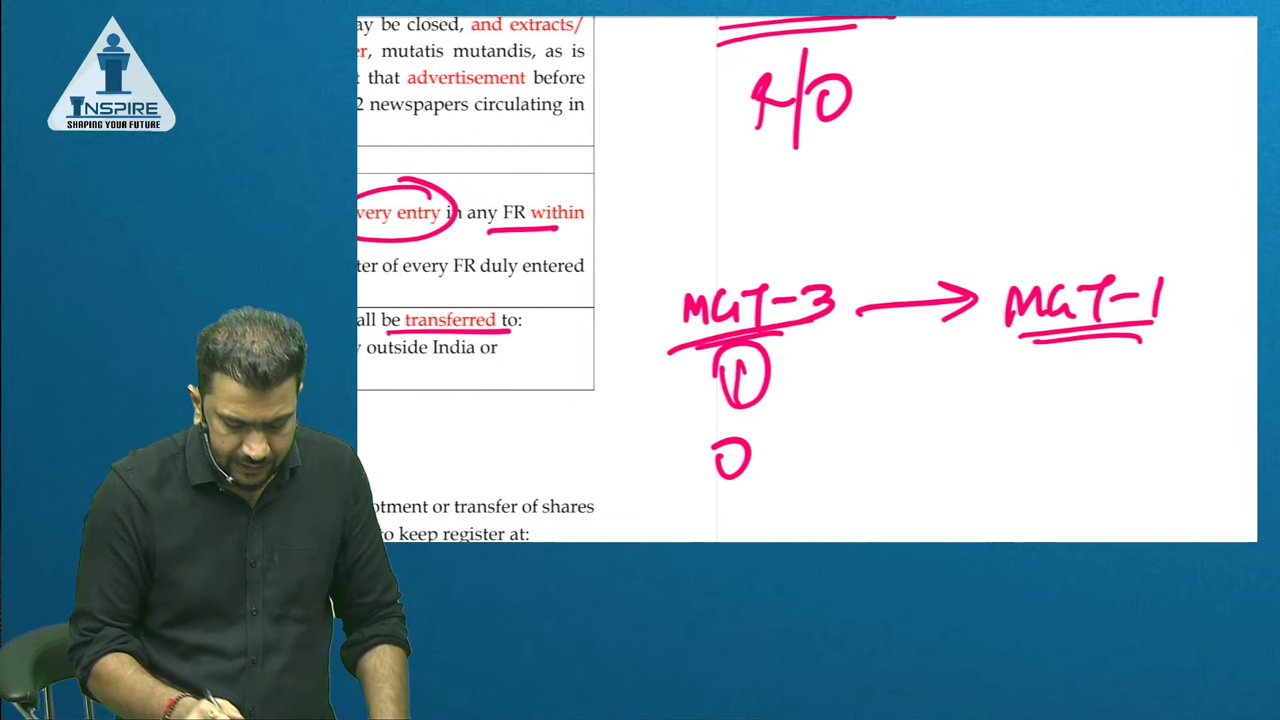 INSPIRE
SHAPING YOUR FUTURE
ay be closed, and extracts/
er, mutatis mutandis, as is
t that advertisement before
2 newspapers circulating in
very entry in any FR within
ter of every FR duly entered
all be transferred to:
y outside India or
otment or transfer of shares
to keep register at:
R/O
MGT-3 → MGT-1